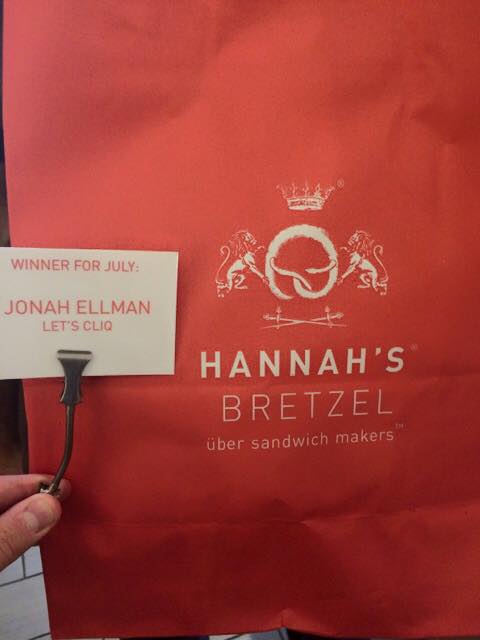 WINNER FOR JULY:
JONAH ELLMAN
LET'S CLIQ
®
HANNAH'S®
BRETZEL
über sandwich makers™